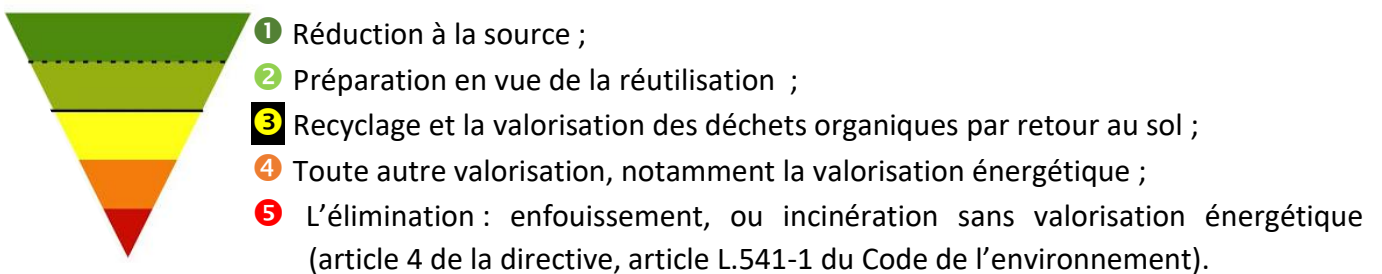 ❶ Réduction à la source ;
❷ Préparation en vue de la réutilisation ;
❸ Recyclage et la valorisation des déchets organiques par retour au sol ;
❹ Toute autre valorisation, notamment la valorisation énergétique ;
❺ L’élimination : enfouissement, ou incinération sans valorisation énergétique
(article 4 de la directive, article L.541-1 du Code de l’environnement).